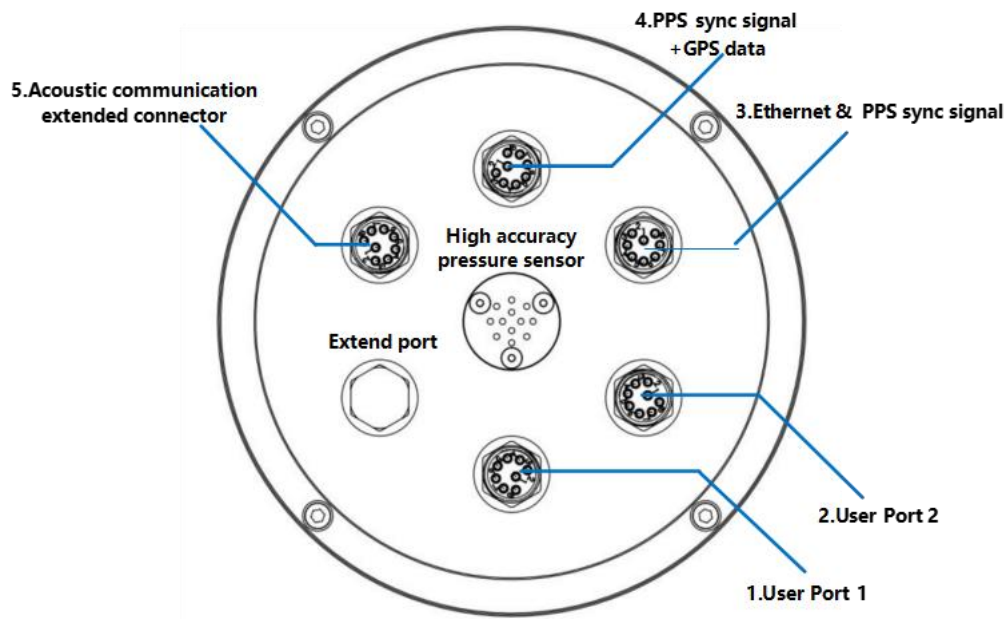 4.PPS sync signal
+GPS data
5.Acoustic communication
extended connector
3.Ethernet & PPS sync signal
High accuracy
pressure sensor
Extend port
2.User Port 2
1.User Port 1